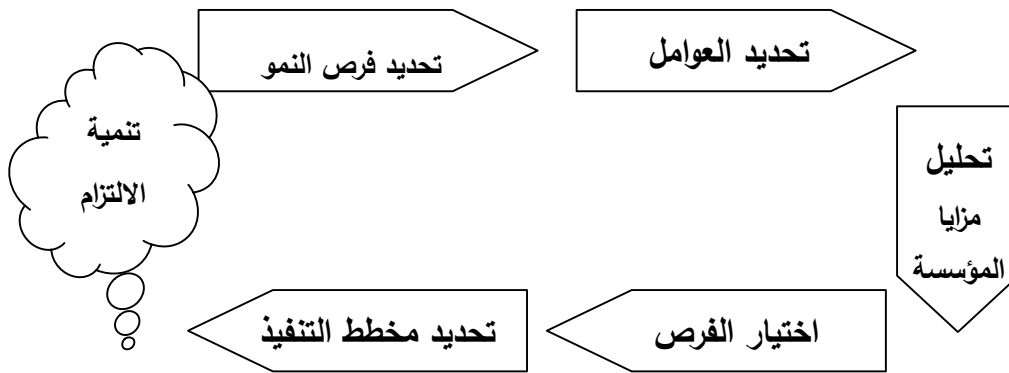 تحديد فرص النمو
تحديد العوامل
تحليل
مزايا
المؤسسة
اختيار الفرص
تحديد مخطط التنفيذ
تنمية
الالتزام